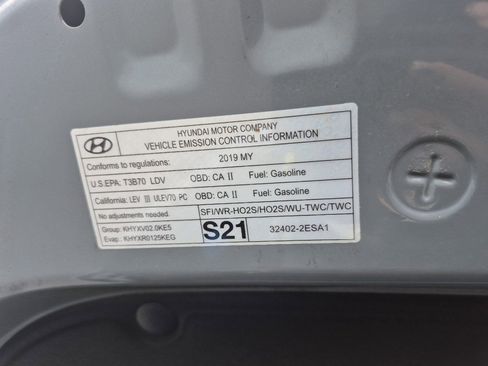 HYUNDAI MOTOR COMPANY
VEHICLE EMISSION CONTROL INFORMATION
Conforms to regulations: 2019 MY
U.S.EPA: T3B70 LDV OBD: CA II Fuel: Gasoline
California: LEV III ULEV70 PC OBD: CA II Fuel: Gasoline
No adjustments needed. SFI/WR-HO2S/HO2S/WU-TWC/TWC
Group: KHYXV02.0KE5
Evap: KHYXR0125KEG
S21 32402-2ESA1